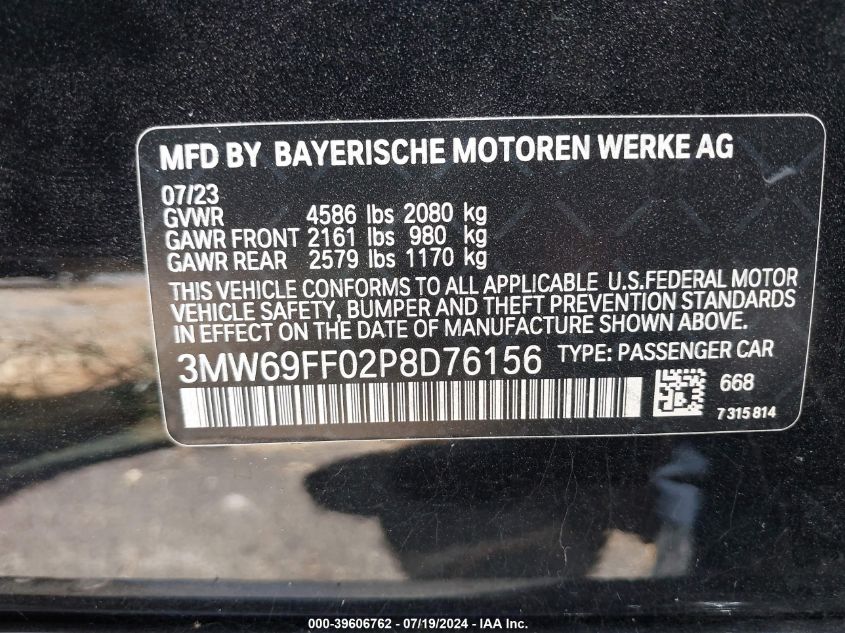 MFD BY BAYERISCHE MOTOREN WERKE AG
07/23
GVWR 4586 lbs 2080 kg
GAWR FRONT 2161 lbs 980 kg
GAWR REAR 2579 lbs 1170 kg
THIS VEHICLE CONFORMS TO ALL APPLICABLE U.S.FEDERAL MOTOR
VEHICLE SAFETY, BUMPER AND THEFT PREVENTION STANDARDS
IN EFFECT ON THE DATE OF MANUFACTURE SHOWN ABOVE.
3MW69FF02P8D76156 TYPE: PASSENGER CAR
668
7315814
000-39606762 - 07/19/2024 - IAA, Inc.